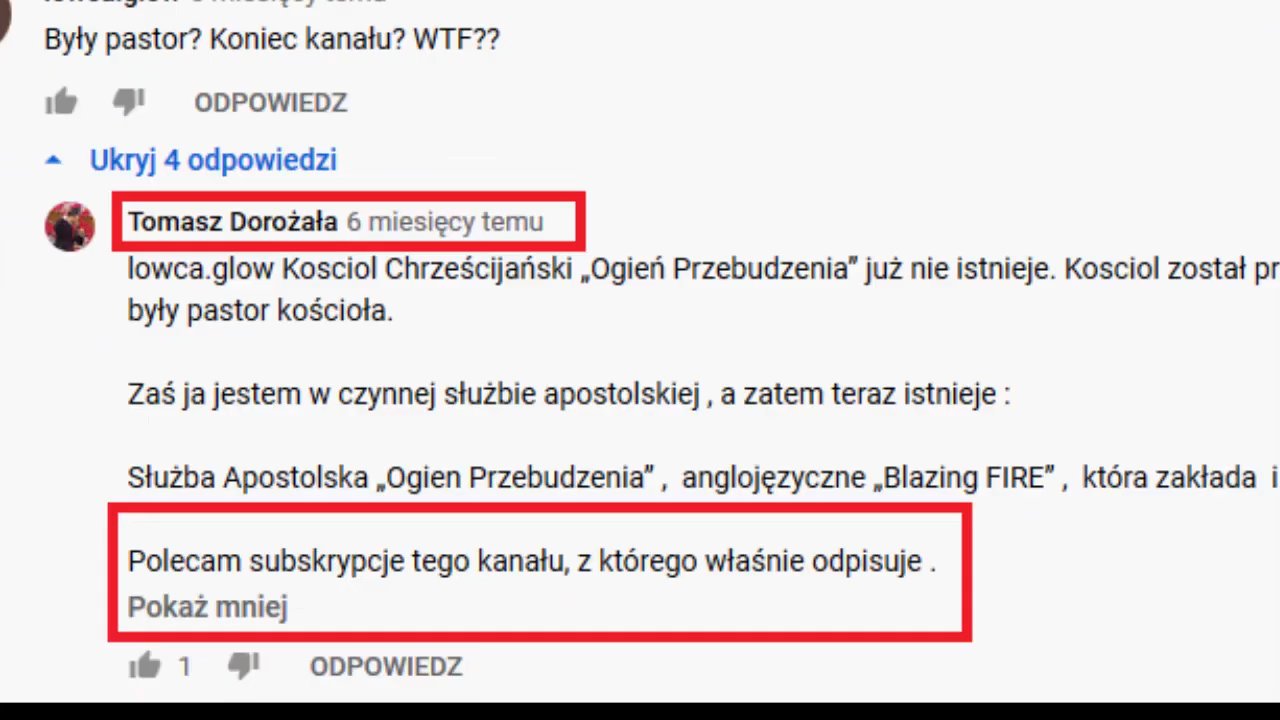 Były pastor? Koniec kanału? WTF??
ODPOWIEDZ
Ukryj 4 odpowiedzi
Tomasz Dorożała 6 miesięcy temu
lowca.glow Kosciol Chrześcijański „Ogień Przebudzenia” już nie istnieje. Kosciol został
były pastor kościoła.
Zaś ja jestem w czynnej służbie apostolskiej , a zatem teraz istnieje :
Służba Apostolska „Ogien Przebudzenia” , anglojęzyczne „Blazing FIRE” , która zakłada i
Polecam subskrypcje tego kanału, z którego właśnie odpisuje .
Pokaż mniej
1 ODPOWIEDZ